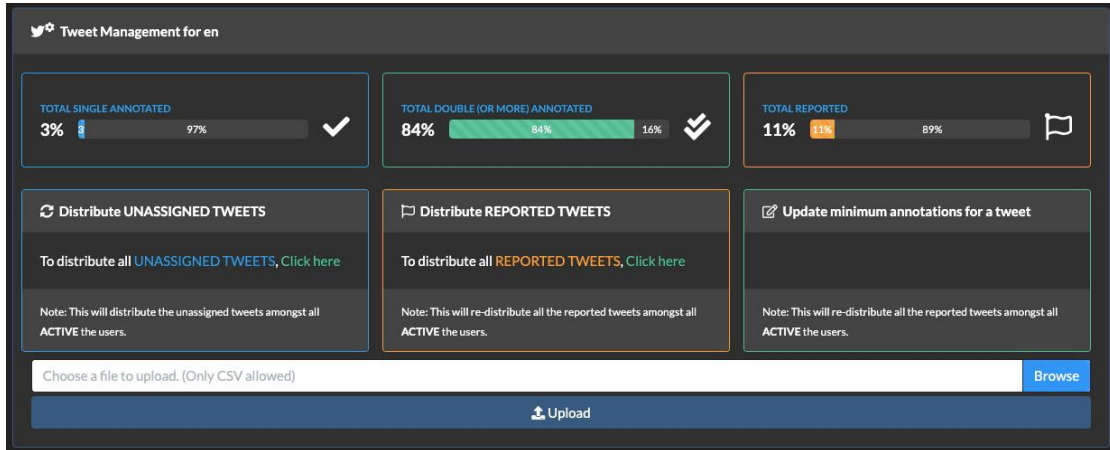 Tweet Management for en
TOTAL SINGLE ANNOTATED
3% 3 97%
TOTAL DOUBLE (OR MORE) ANNOTATED
84% 84% 16%
TOTAL REPORTED
11% 11% 89%
Distribute UNASSIGNED TWEETS
To distribute all UNASSIGNED TWEETS, Click here
Note: This will distribute the unassigned tweets amongst all
ACTIVE the users.
Distribute REPORTED TWEETS
To distribute all REPORTED TWEETS, Click here
Note: This will re-distribute all the reported tweets amongst all
ACTIVE the users.
Update minimum annotations for a tweet
Note: This will re-distribute all the reported tweets amongst all
ACTIVE the users.
Choose a file to upload. (Only CSV allowed)
Browse
Upload